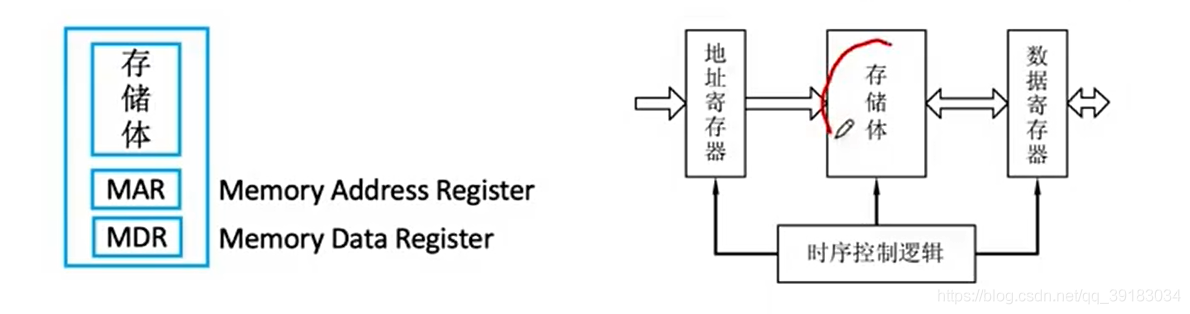 存
储
体
MAR
Memory Address Register
MDR
Memory Data Register
地
址
寄
存
器
存
储
体
数
据
寄
存
器
时序控制逻辑
https://blog.csdn.net/qq_39183034